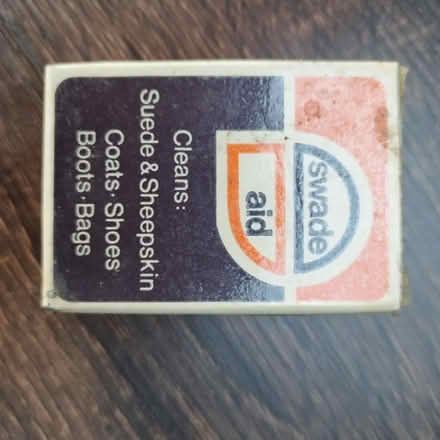 swade
aid
Cleans:
Suede & Sheepskin
Coats·Shoes
Boots·Bags